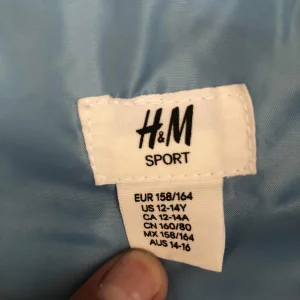 H&M
SPORT
EUR 158/164
US 12-14Y
CA 12-14A
CN 160/80
MX 158/164
AUS 14-16